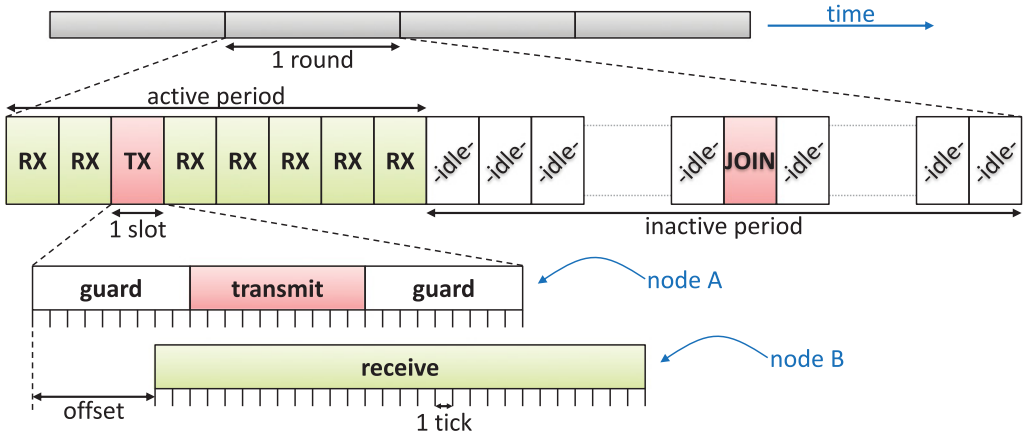 time
1 round
active period
RX RX TX RX RX RX RX RX -idle- -idle- -idle- -idle- JOIN -idle- -idle- -idle-
1 slot
inactive period
guard transmit guard
node A
receive
node B
offset
1 tick